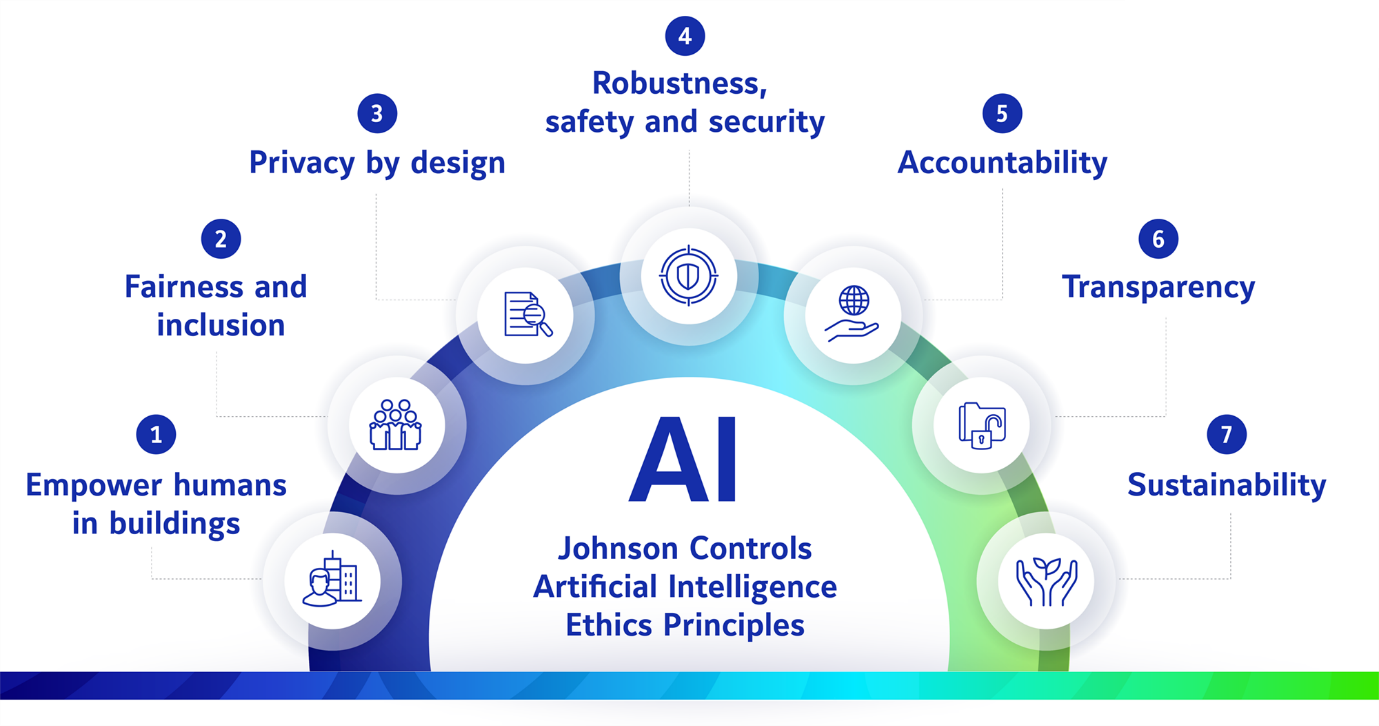 1
Empower humans
in buildings
2
Fairness and
inclusion
3
Privacy by design
4
Robustness,
safety and security
5
Accountability
6
Transparency
7
Sustainability
AI
Johnson Controls
Artificial Intelligence
Ethics Principles